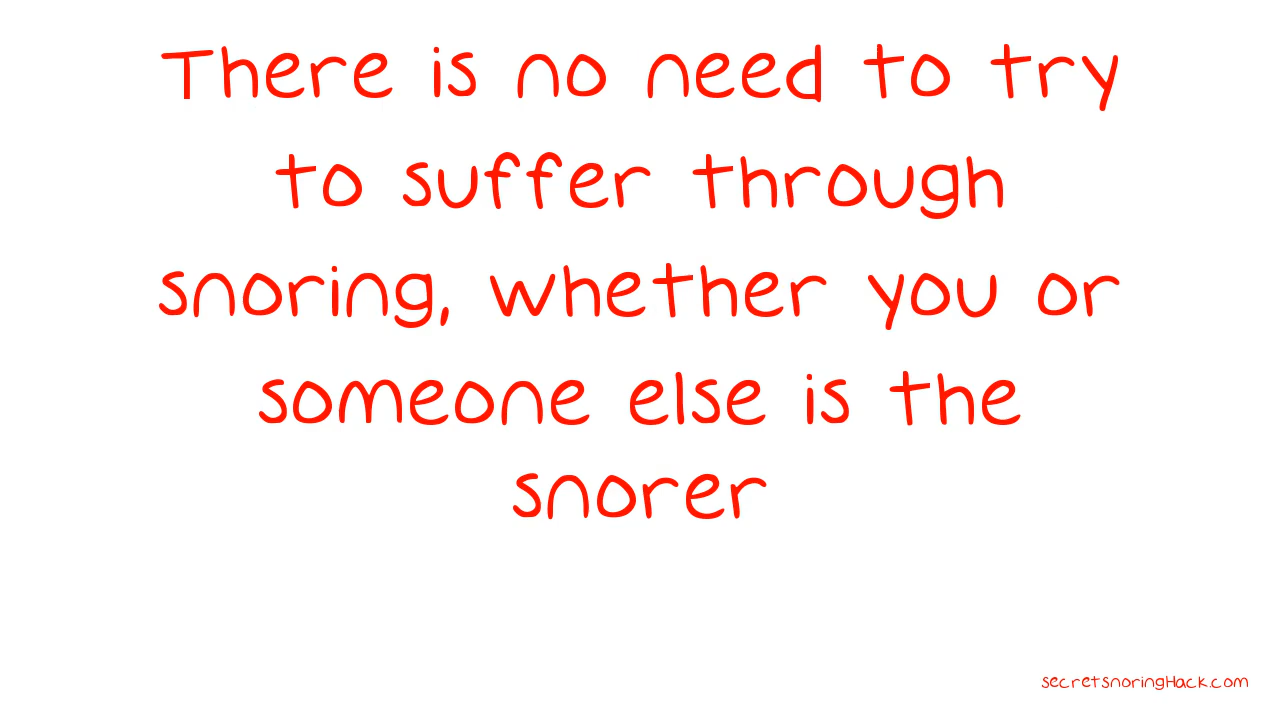 There is no need to try
to suffer through
snoring, whether you or
someone else is the
snorer
secretsnoringHack.com